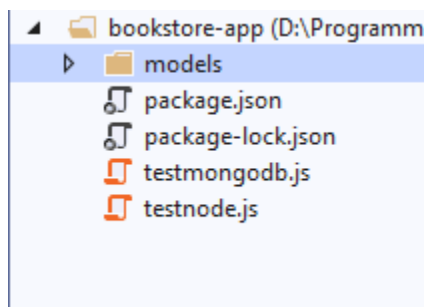 bookstore-app (D:\Programm
models
package.json
package-lock.json
testmongodb.js
testnode.js